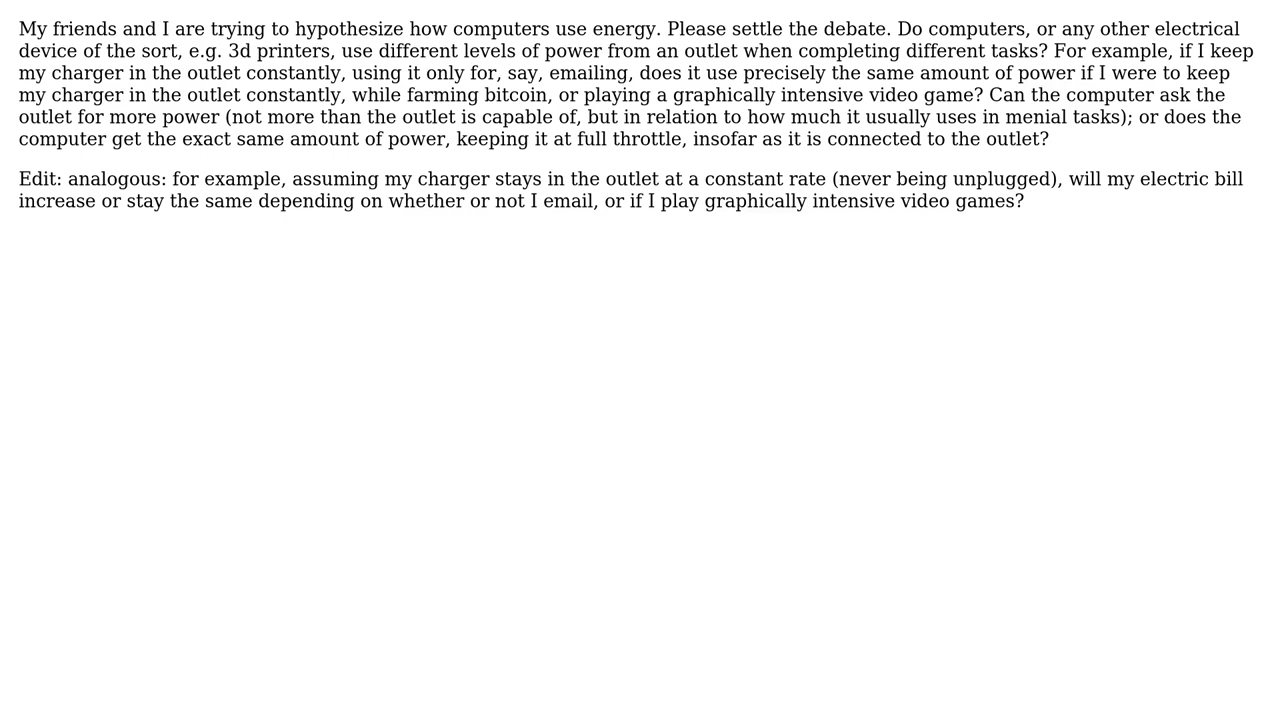 My friends and I are trying to hypothesize how computers use energy. Please settle the debate. Do computers, or any other electrical
device of the sort, e.g. 3d printers, use different levels of power from an outlet when completing different tasks? For example, if I keep
my charger in the outlet constantly, using it only for, say, emailing, does it use precisely the same amount of power if I were to keep
my charger in the outlet constantly, while farming bitcoin, or playing a graphically intensive video game? Can the computer ask the
outlet for more power (not more than the outlet is capable of, but in relation to how much it usually uses in menial tasks); or does the
computer get the exact same amount of power, keeping it at full throttle, insofar as it is connected to the outlet?
Edit: analogous: for example, assuming my charger stays in the outlet at a constant rate (never being unplugged), will my electric bill
increase or stay the same depending on whether or not I email, or if I play graphically intensive video games?